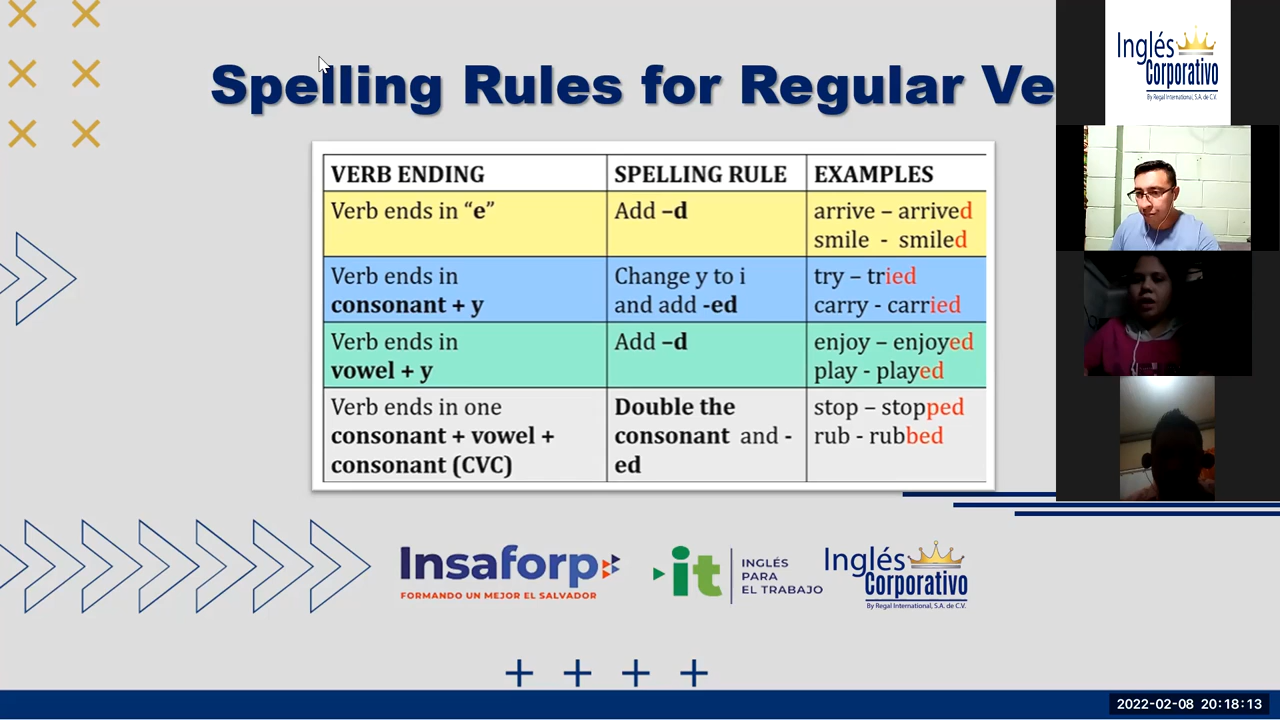 Spelling Rules for Regular Ve
VERB ENDING SPELLING RULE EXAMPLES
Verb ends in “e” Add –d arrive – arrived
smile - smiled
Verb ends in Change y to i try – tried
consonant + y and add -ed carry - carried
Verb ends in Add –d enjoy – enjoyed
vowel + y play - played
Verb ends in one Double the stop – stopped
consonant + vowel + consonant and - rub - rubbed
consonant (CVC) ed
Insaforp
FORMANDO UN MEJOR EL SALVADOR
it
INGLÉS
PARA
EL TRABAJO
Inglés
Corporativo
By Regal International, S.A. de C.V.
Inglés
Corporativo
By Regal International, S.A. de C.V.
2022-02-08 20:18:13